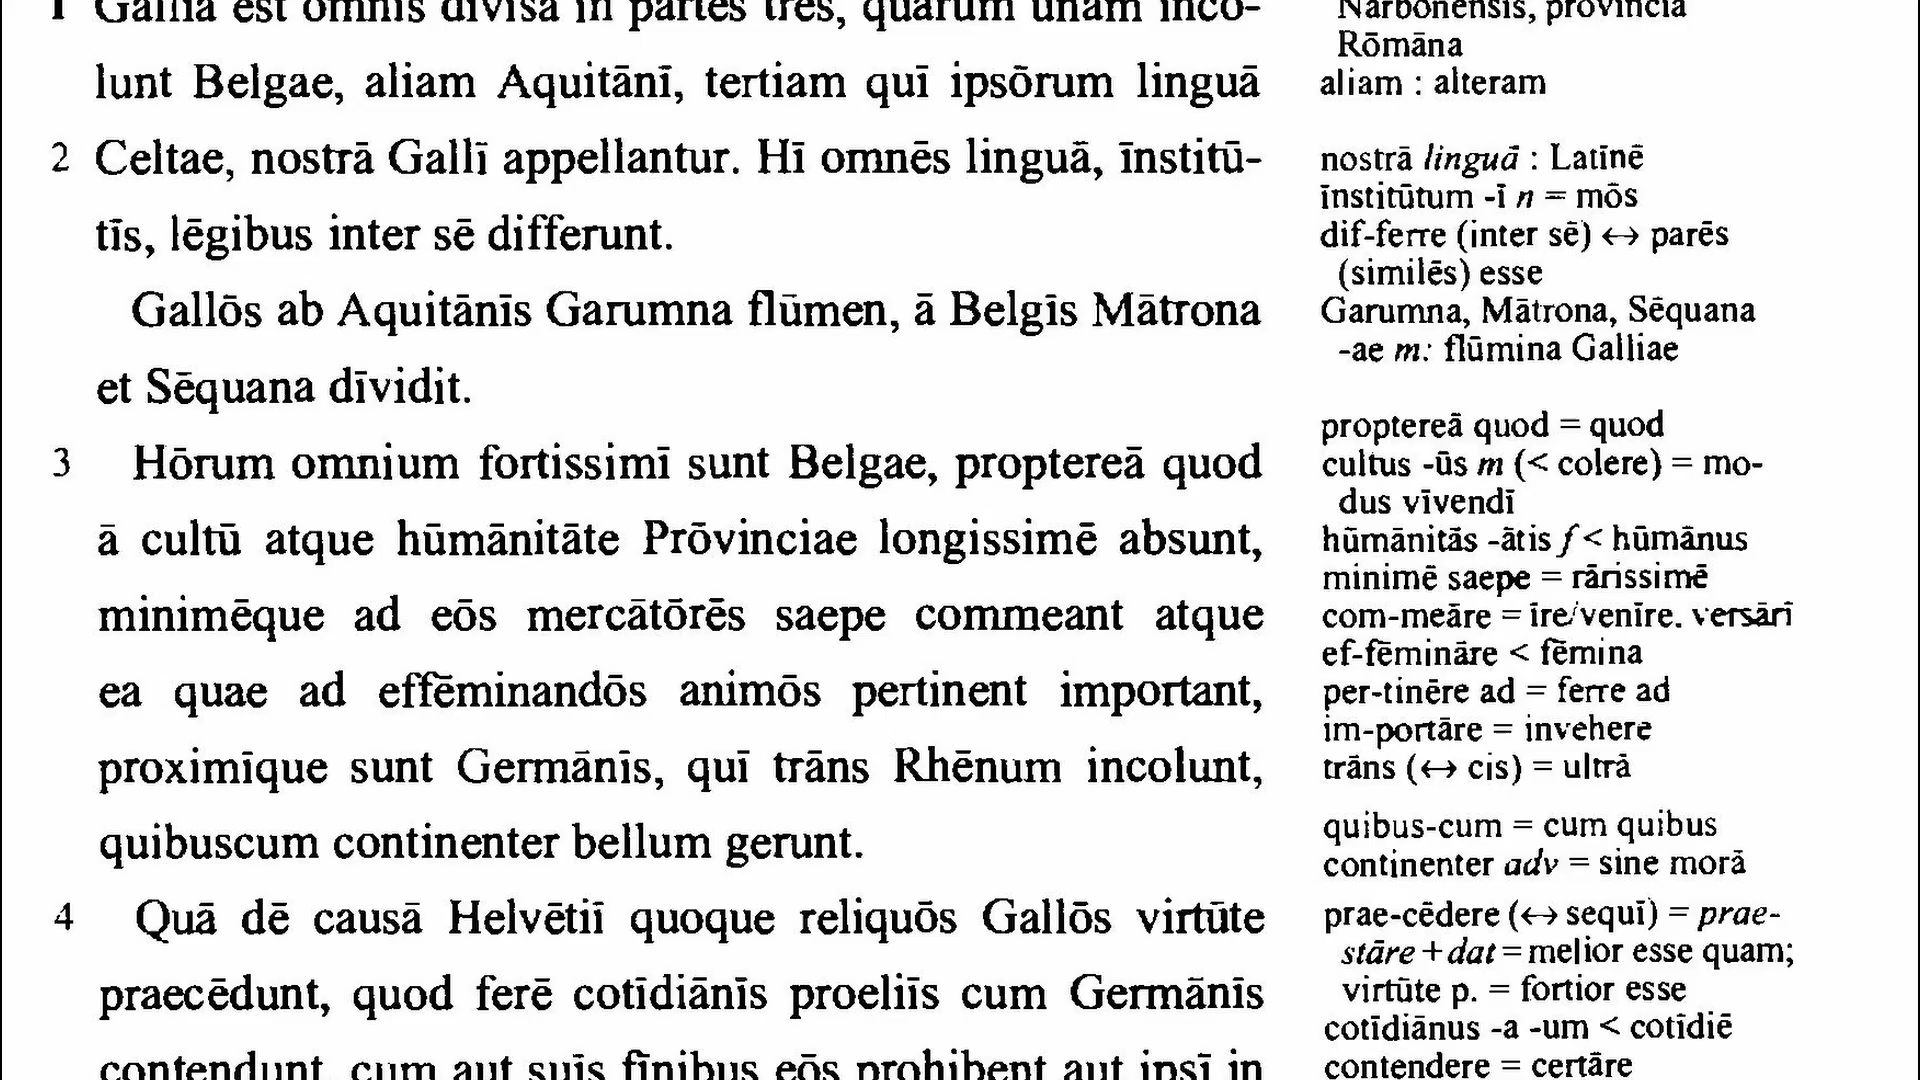 1 Gallia est omnis dīvīsa in partēs trēs, quārum ūnam inco-
lunt Belgae, aliam Aquitānī, tertiam quī ipsōrum linguā
2 Celtae, nostrā Gallī appellantur. Hī omnēs linguā, īnstitū-
tīs, lēgibus inter sē differunt.
Gallōs ab Aquitānīs Garumna flūmen, ā Belgīs Mātrona
et Sēquana dīvidit.
3 Hōrum omnium fortissimī sunt Belgae, proptereā quod
ā cultū atque hūmānitāte Prōvinciae longissimē absunt,
minimēque ad eōs mercātōrēs saepe commeant atque
ea quae ad effēminandōs animōs pertinent important,
proximīque sunt Germānīs, quī trāns Rhēnum incolunt,
quibuscum continenter bellum gerunt.
4 Quā dē causā Helvētiī quoque reliquōs Gallōs virtūte
praecēdunt, quod ferē cotīdiānīs proeliīs cum Germānīs
contendunt, cum aut suīs fīnibus eōs prohibent aut ipsī in
Narbōnēnsis, prōvincia
Rōmāna
aliam : alteram
nostrā linguā : Latīnē
īnstitūtum -ī n = mōs
dif-ferre (inter sē) ↔ parēs
(similēs) esse
Garumna, Mātrona, Sēquana
-ae m: flūmina Galliae
proptereā quod = quod
cultus -ūs m (< colere) = mo-
dus vīvendī
hūmānitās -ātis f < hūmānus
minimē saepe = rārissimē
com-meāre = īre/venīre. versārī
ef-fēmināre < fēmina
per-tinēre ad = ferre ad
im-portāre = invehere
trāns (↔ cis) = ultrā
quibus-cum = cum quibus
continenter adv = sine morā
prae-cēdere (↔ sequī) = prae-
stāre + dat = melior esse quam;
virtūte p. = fortior esse
cotīdiānus -a -um < cotīdiē
contendere = certāre